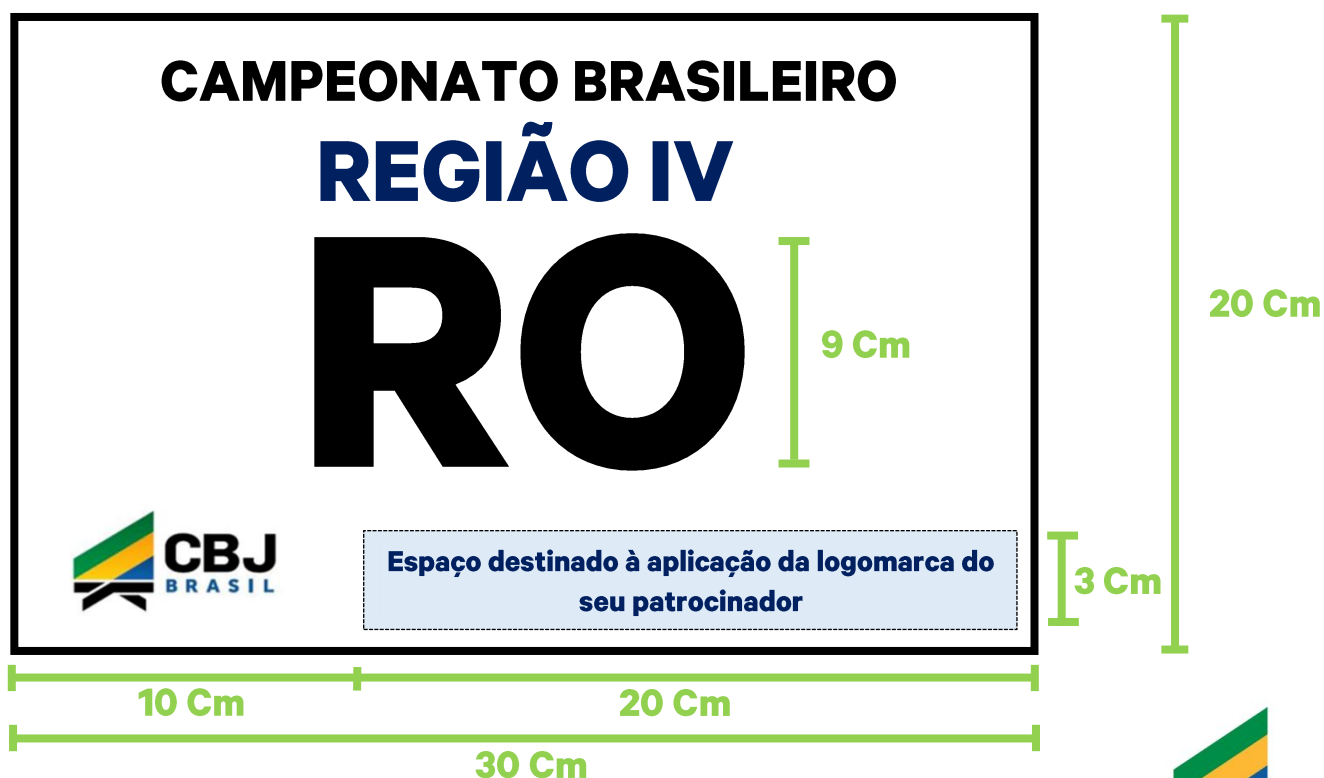 CAMPEONATO BRASILEIRO
REGIÃO IV
RO
9 Cm
20 Cm
CBJ
BRASIL
Espaço destinado à aplicação da logomarca do
seu patrocinador
3 Cm
10 Cm
20 Cm
30 Cm